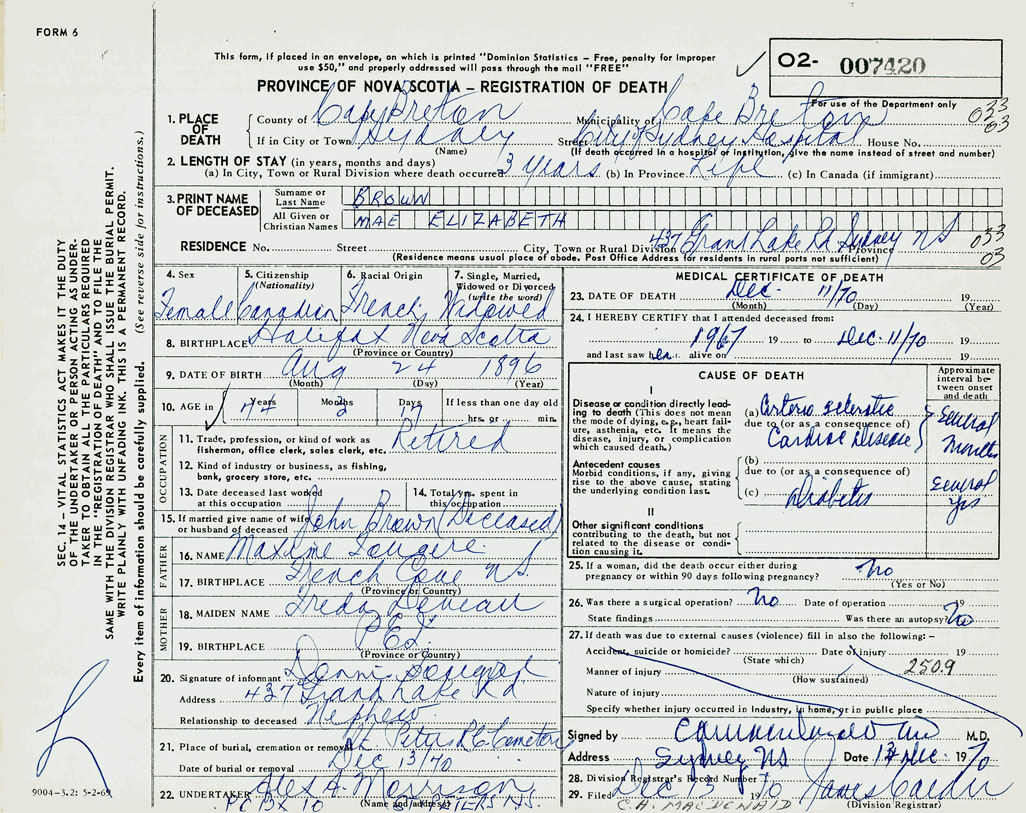 FORM 6
This form, if placed in an envelope, on which is printed "Dominion Statistics – Free, penalty for improper
use $50," and properly addressed will pass through the mail "FREE"
O2- 007420
PROVINCE OF NOVA SCOTIA – REGISTRATION OF DEATH
For use of the Department only
033
03
1. PLACE OF DEATH
County of Cape Breton Municipality of Cape Breton
If in City or Town Sydney Street City of Sydney Hospital House No.
(Name) (If death occurred in a hospital or institution, give the name instead of street and number)
2. LENGTH OF STAY (in years, months and days)
(a) In City, Town or Rural Division where death occurred 3 years (b) In Province Life (c) In Canada (if immigrant)
3. PRINT NAME OF DECEASED
Surname or Last Name BROWN
All Given or Christian Names MAE ELIZABETH
RESIDENCE No. Street City, Town or Rural Division 437 Grand Lake Rd Sydney Province NS
033
03
(Residence means usual place of abode. Post Office Address for residents in rural parts not sufficient)
4. Sex Female
5. Citizenship (Nationality) Canadian
6. Racial Origin French
7. Single, Married, Widowed or Divorced (write the word) Widowed
8. BIRTHPLACE Halifax Nova Scotia
(Province or Country)
9. DATE OF BIRTH Aug 24 1896
(Month) (Day) (Year)
10. AGE in Years 74 Months Days 17 If less than one day old
hrs. or min.
OCCUPATION
11. Trade, profession, or kind of work as
fisherman, office clerk, sales clerk, etc. Retired
12. Kind of industry or business, as fishing,
bank, grocery store, etc.
13. Date deceased last worked
at this occupation
14. Total yrs. spent in
this occupation
15. If married give name of wife
or husband of deceased John Brown (Deceased)
FATHER
16. NAME Maxime Fougere
17. BIRTHPLACE French Cove N.S.
(Province or Country)
MOTHER
18. MAIDEN NAME Freda Deveau
19. BIRTHPLACE P.E.I.
(Province or Country)
20. Signature of informant
Address 437 Grand Lake Rd
Relationship to deceased Nephew
21. Place of burial, cremation or removal St Peters R.C. Cemetery
Date of burial or removal Dec 13/70
22. UNDERTAKER Alex A. Morrison
(Name and address)
ST. PETERS N.S.
MEDICAL CERTIFICATE OF DEATH
23. DATE OF DEATH Dec. 11/70 19
(Month) (Day) (Year)
24. I HEREBY CERTIFY that I attended deceased from:
1967 19 to Dec. 11/70 19
and last saw her alive on 19
CAUSE OF DEATH
Approximate interval between onset and death
I
Disease or condition directly leading
to death (This does not mean
the mode of dying, e.g., heart failure,
asthenia, etc. It means the
disease, injury, or complication
which caused death.)
(a) Arterio sclerotic
due to (or as a consequence of)
Cardiac Disease
Several Months
Antecedent causes
Morbid conditions, if any, giving
rise to the above cause, stating
the underlying condition last.
(b)
due to (or as a consequence of)
(c) Diabetes
Several Yrs
II
Other significant conditions
contributing to the death, but not
related to the disease or condition
causing it.
25. If a woman, did the death occur either during
pregnancy or within 90 days following pregnancy? No
(Yes or No)
26. Was there a surgical operation? No Date of operation 19
State findings Was there an autopsy? No
27. If death was due to external causes (violence) fill in also the following: –
Accident, suicide or homicide? Date of injury 19
(State which)
Manner of injury 250.9
(How sustained)
Nature of injury
Specify whether injury occurred in Industry, in home, or in public place
Signed by M.D.
Address Sydney NS Date Dec. 1970
28. Division Registrar's Record Number
29. Filed Dec 13 1970
(Division Registrar)
C.A. MACDONALD
SEC. 14 – VITAL STATISTICS ACT MAKES IT THE DUTY
OF THE UNDERTAKER OR PERSON ACTING AS UNDERTAKER
TO OBTAIN ALL THE PARTICULARS REQUIRED
IN THE "REGISTRATION OF DEATH" AND TO FILE THE
SAME WITH THE DIVISION REGISTRAR WHO SHALL ISSUE THE BURIAL PERMIT.
WRITE PLAINLY WITH UNFADING INK. THIS IS A PERMANENT RECORD.
Every item of information should be carefully supplied. (See reverse side for instructions.)
9004-3.2: 5-2-69